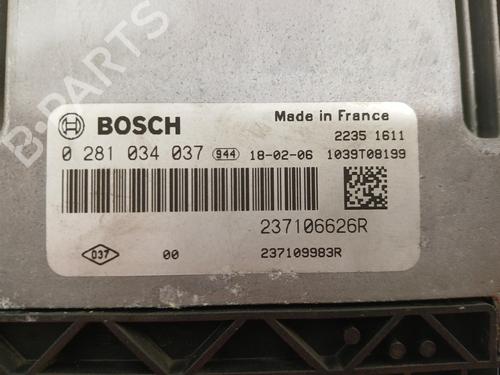 B-PARTS
BOSCH
Made in France
2235 1611
0 281 034 037 944 18-02-06 1039T08199
237106626R
037 00 237109983R